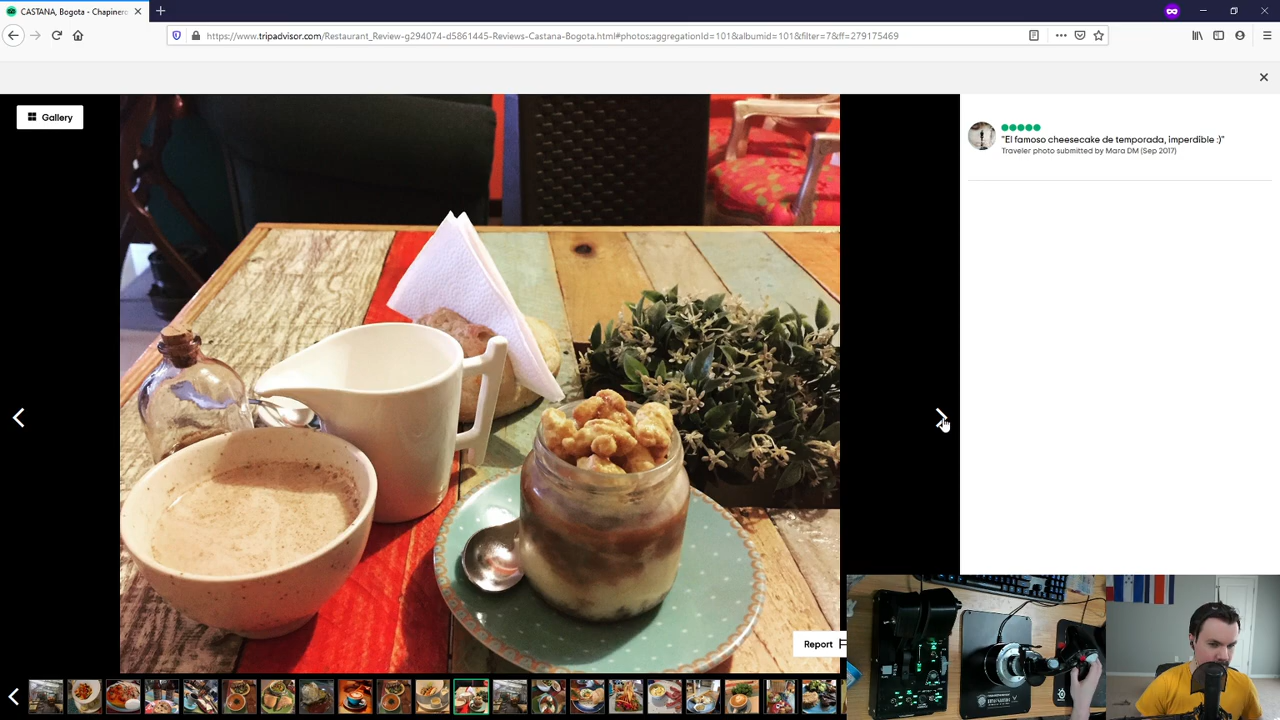 CASTANA, Bogota - Chapinero
https://www.tripadvisor.com/Restaurant_Review-g294074-d5861445-Reviews-Castana-Bogota.html#photos;aggregationId=101&albumid=101&filter=7&ff=279175469
Gallery
"El famoso cheesecake de temporada, imperdible :)"
Traveler photo submitted by Mara DM (Sep 2017)
Report